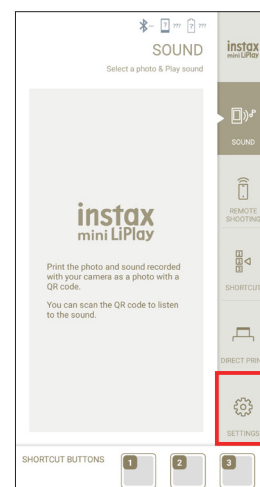 ? ??? ? ???
SOUND
Select a photo & Play sound
instax
mini LiPlay
SOUND
REMOTE
SHOOTING
SHORTCUT
DIRECT PRIN
SETTINGS
instax
mini LiPlay
Print the photo and sound recorded
with your camera as a photo with a
QR code.
You can scan the QR code to listen
to the sound.
SHORTCUT BUTTONS
1
2
3